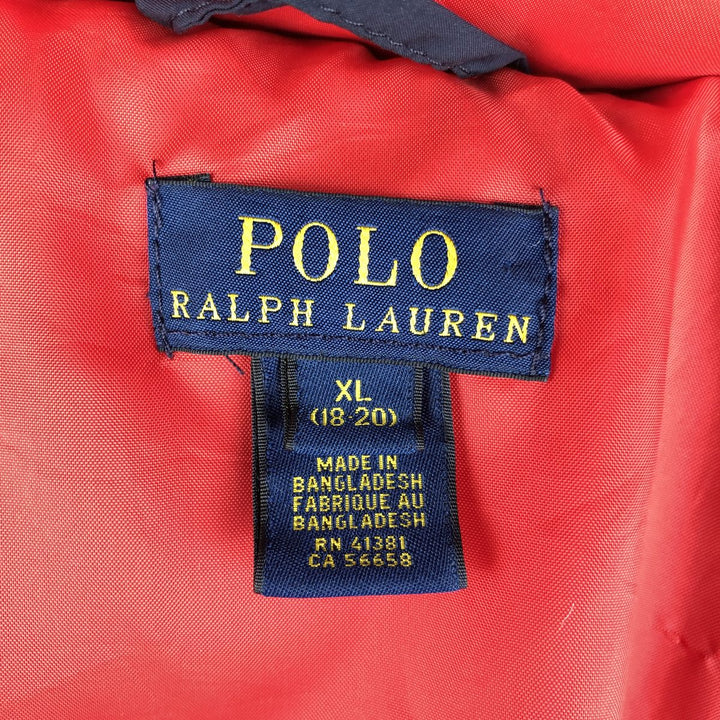 POLO
RALPH LAUREN
XL
(18-20)
MADE IN
BANGLADESH
FABRIQUE AU
BANGLADESH
RN 41381
CA 56658